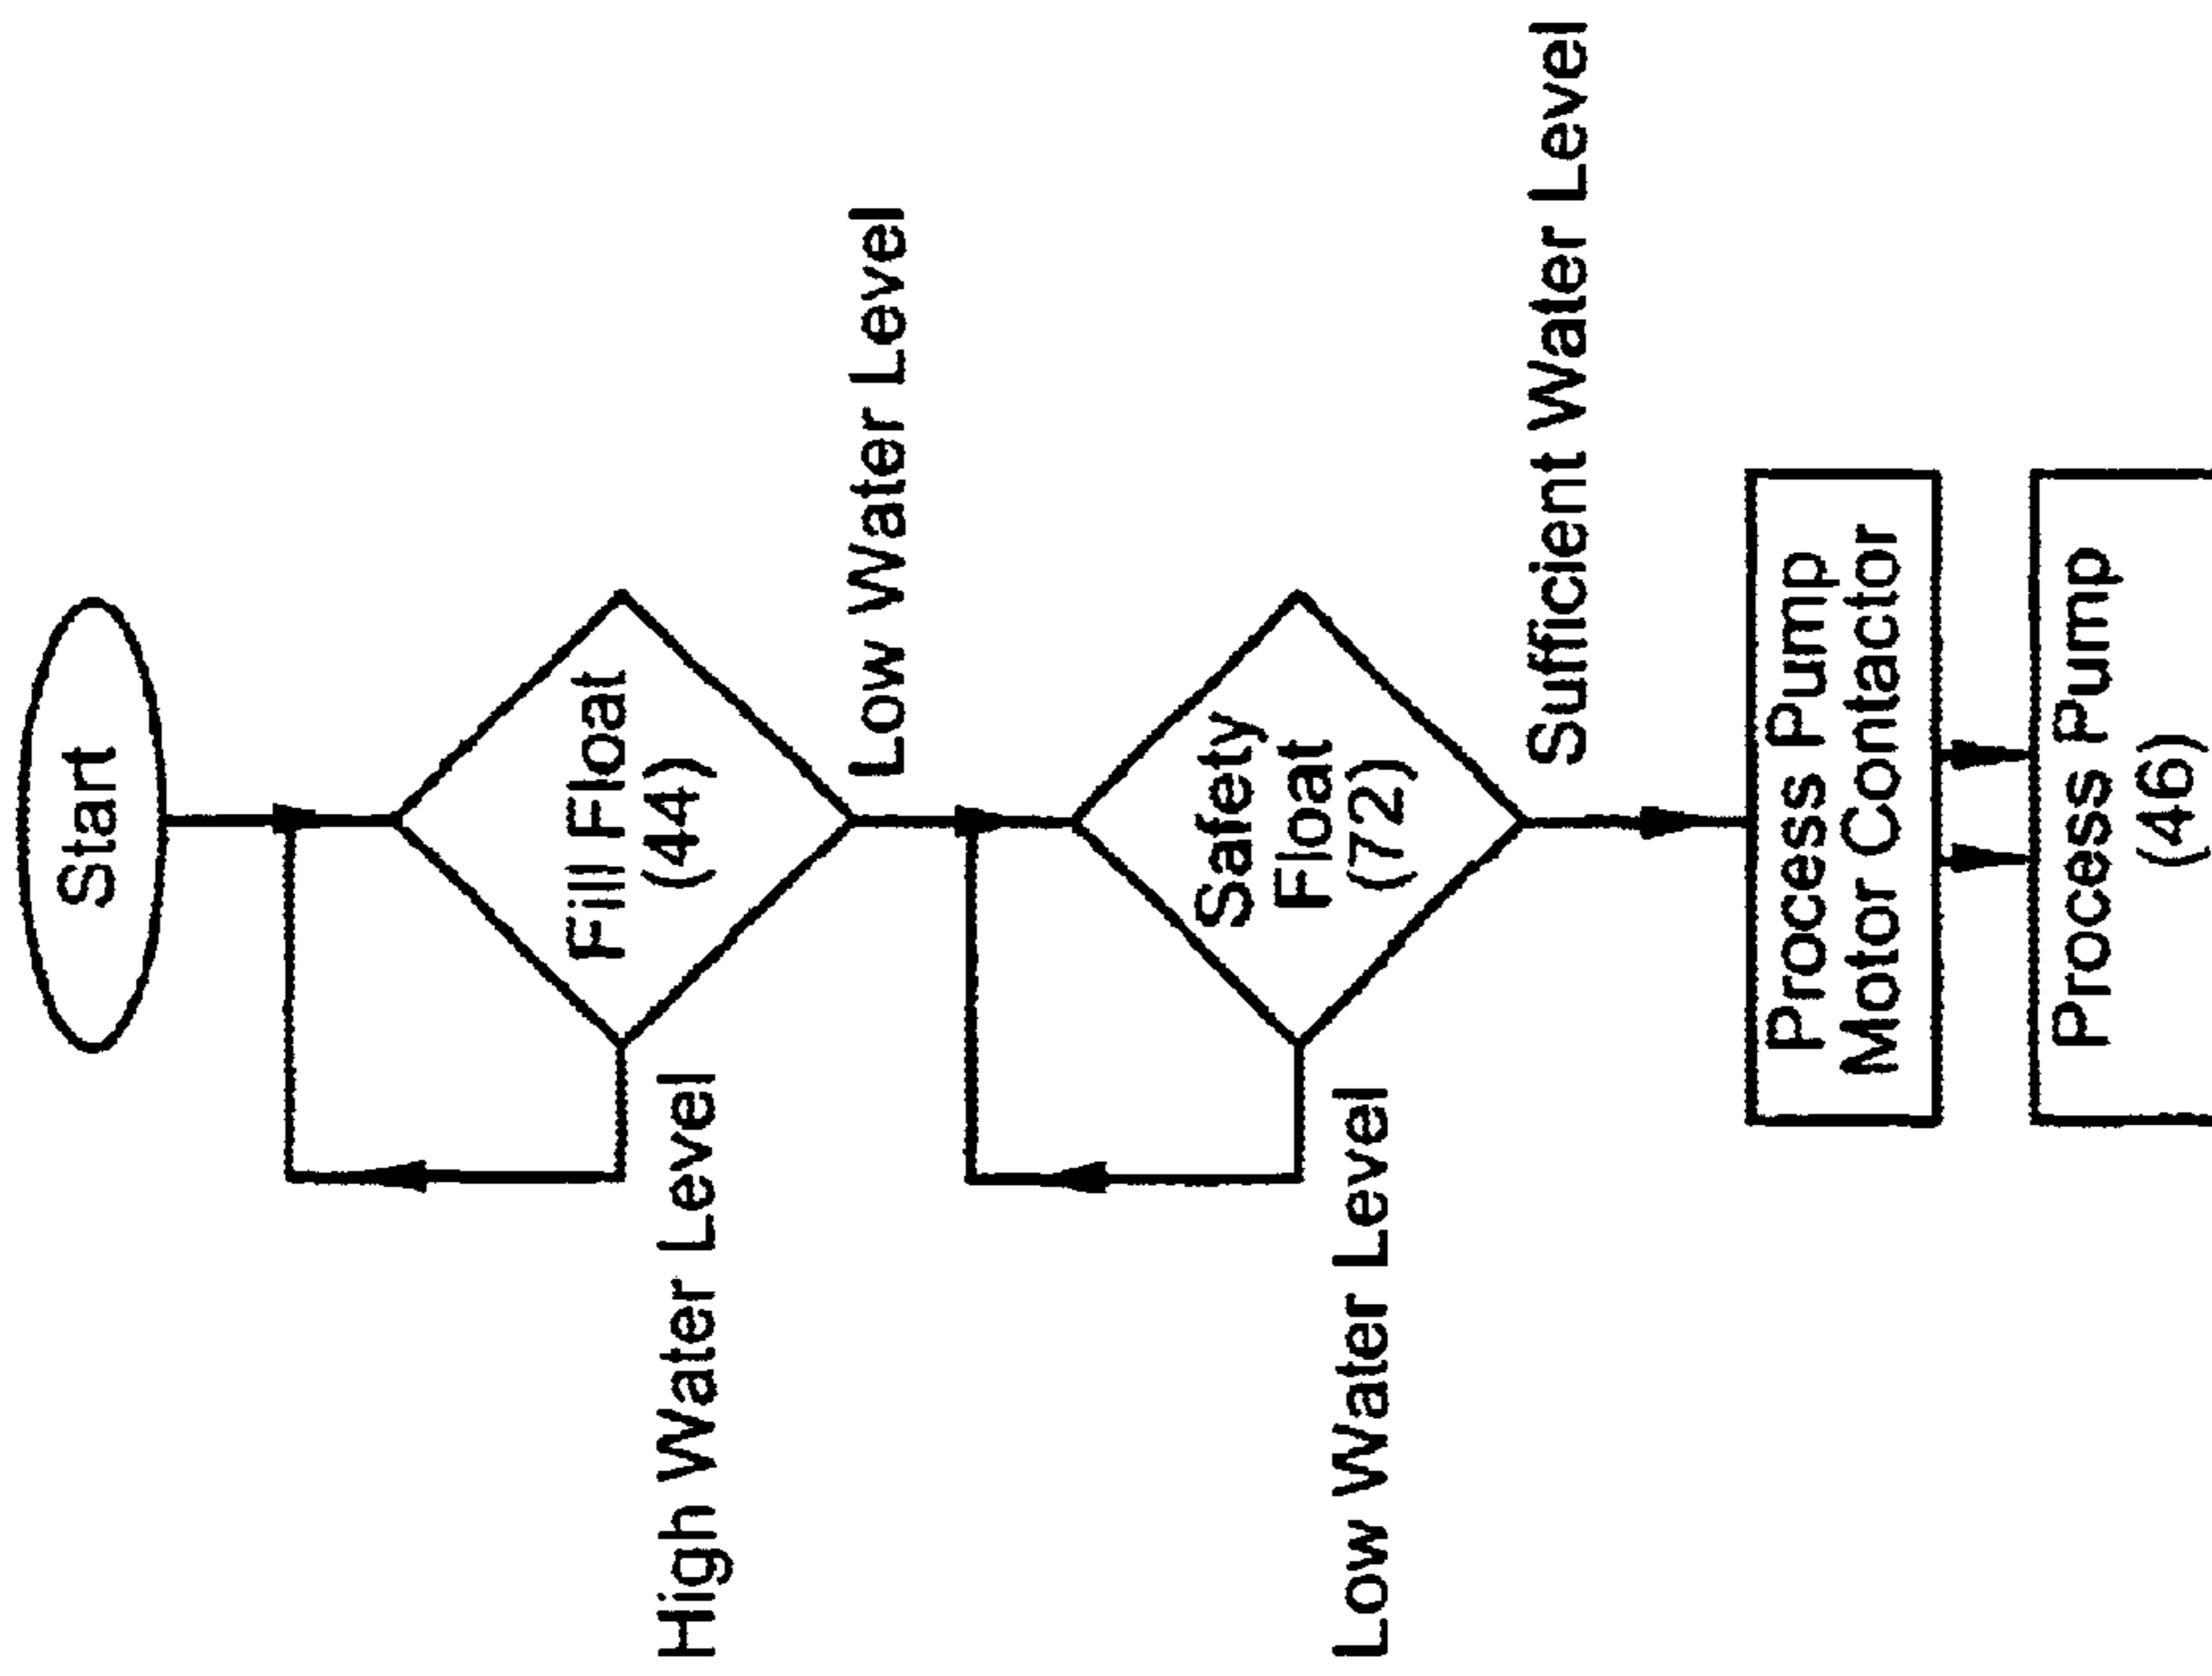 Start
Fill Float
(44)
High Water Level
Low Water Level
Safety
Float
(72)
Low Water Level
Sufficient Water Level
Process Pump
Motor Contactor
Process Pump
(46)